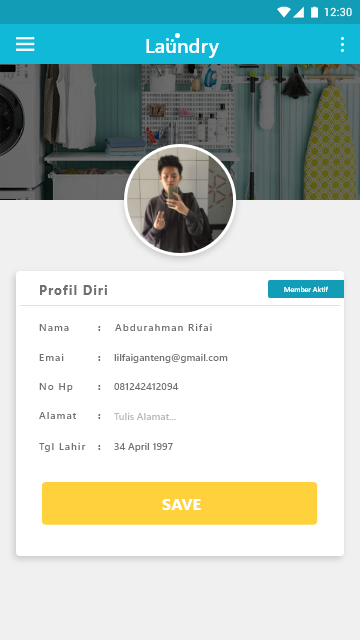 12:30
Laundry
Profil Diri
Member Aktif
Nama : Abdurahman Rifai
Emai : lilfaiganteng@gmail.com
No Hp : 081242412094
Alamat : Tulis Alamat...
Tgl Lahir : 34 April 1997
SAVE